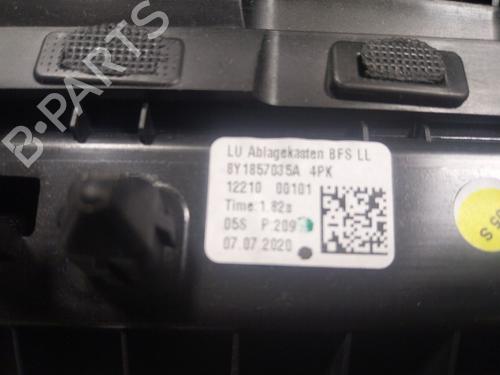 LU Ablagekasten BFS LL
8Y1857035A 4PK
12210 00101
Time:1.82s
05S P:209
07.07.2020
B-PARTS